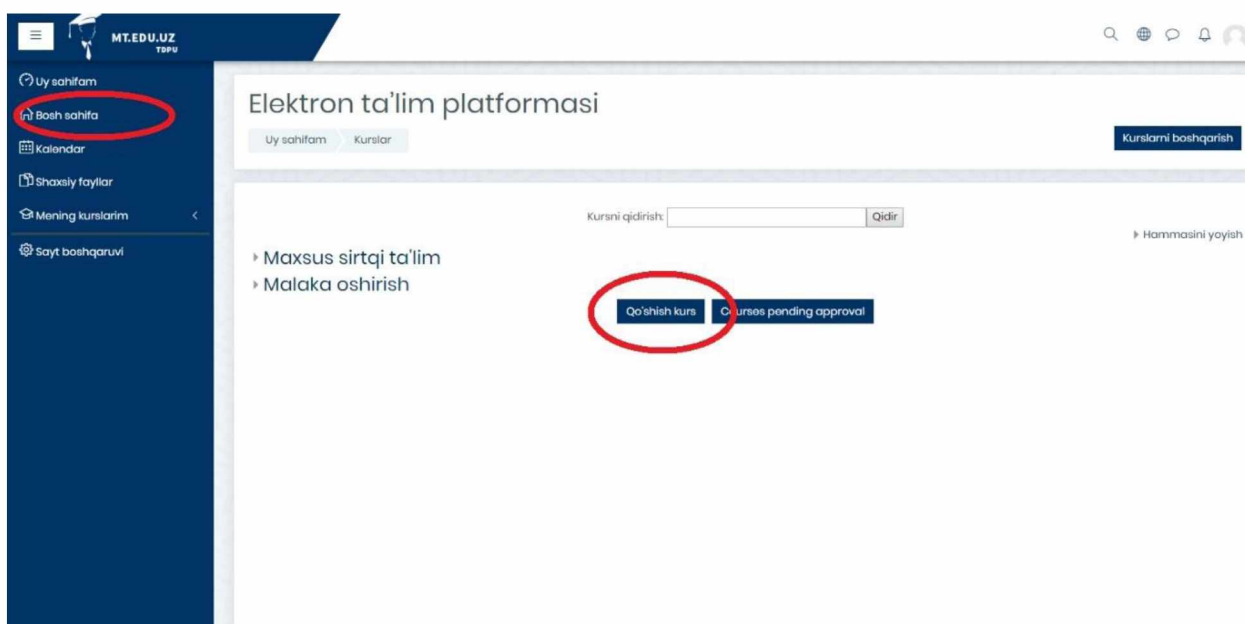 MT.EDU.UZ
TDPU
Uy sahifam
Bosh sahifa
Kalendar
Shaxsiy fayllar
Mening kurslarim
Sayt boshqaruvi
Elektron ta'lim platformasi
Uy sahifam Kurslar
Kurslarni boshqarish
Kursni qidirish: Qidir
Hammasini yoyish
Maxsus sirtqi ta'lim
Malaka oshirish
Qo'shish kurs Courses pending approval